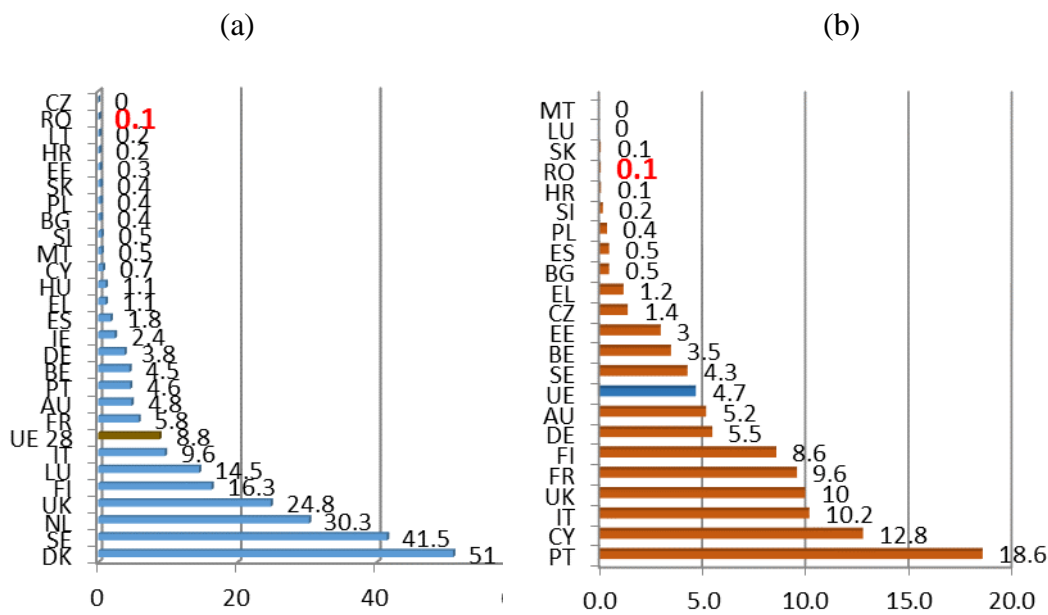 (a)
(b)
CZ 0
RO 0.1
LT 0.2
HR 0.2
EE 0.3
SK 0.4
PL 0.4
BG 0.4
SI 0.5
MT 0.5
CY 0.7
HU 1.1
EL 1.1
ES 1.8
IE 2.4
DE 3.8
BE 4.5
PT 4.6
AU 4.8
FR 5.8
UE 28 8.8
IT 9.6
LU 14.5
FI 16.3
UK 24.8
NL 30.3
SE 41.5
DK 51
0 20 40
MT 0
LU 0
SK 0.1
RO 0.1
HR 0.1
SI 0.2
PL 0.4
ES 0.5
BG 0.5
EL 1.2
CZ 1.4
EE 3
BE 3.5
SE 4.3
UE 4.7
AU 5.2
DE 5.5
FI 8.6
FR 9.6
UK 10
IT 10.2
CY 12.8
PT 18.6
0.0 5.0 10.0 15.0 20.0